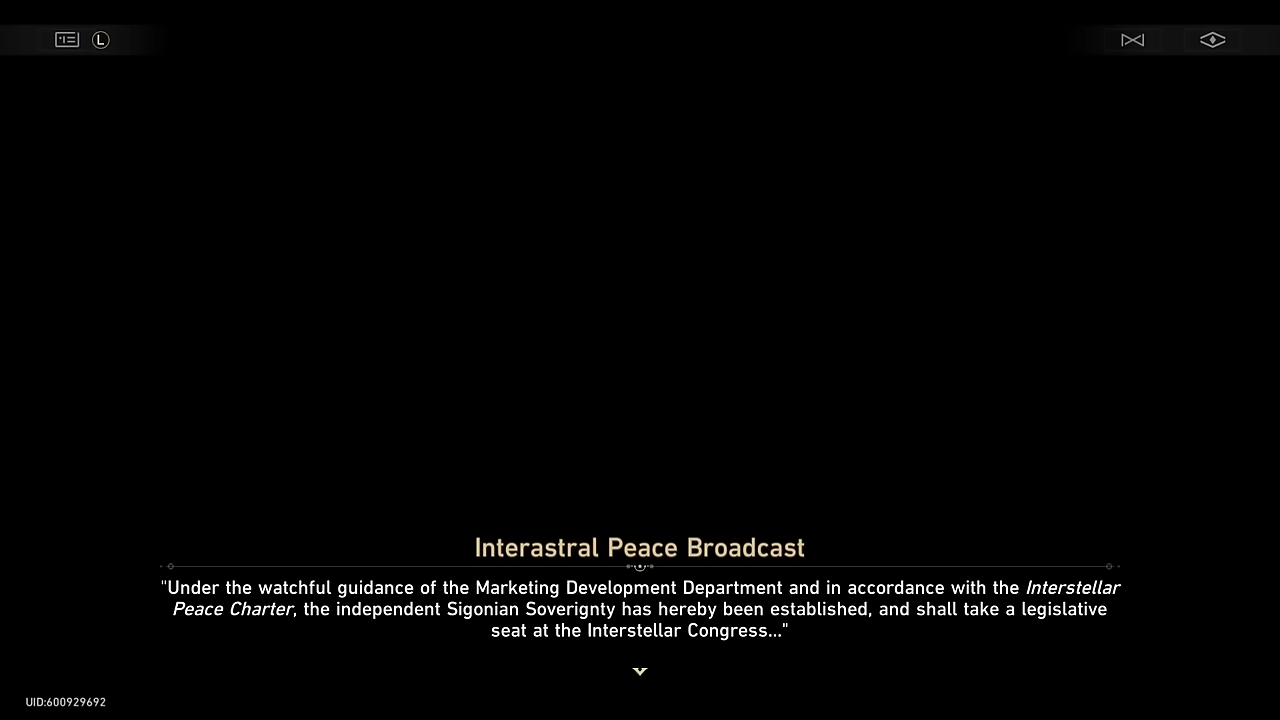 L
Interastral Peace Broadcast
"Under the watchful guidance of the Marketing Development Department and in accordance with the Interstellar
Peace Charter, the independent Sigonian Soverignty has hereby been established, and shall take a legislative
seat at the Interstellar Congress..."
UID:600929692